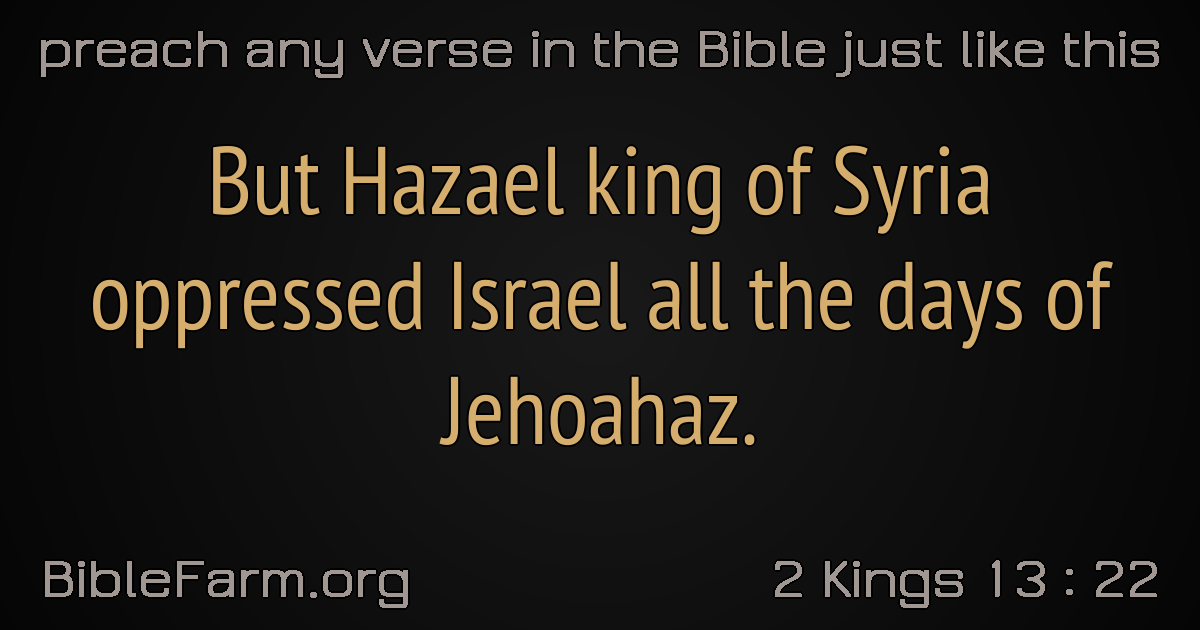 preach any verse in the Bible just like this
But Hazael king of Syria
oppressed Israel all the days of
Jehoahaz.
BibleFarm.org
2 Kings 13 : 22